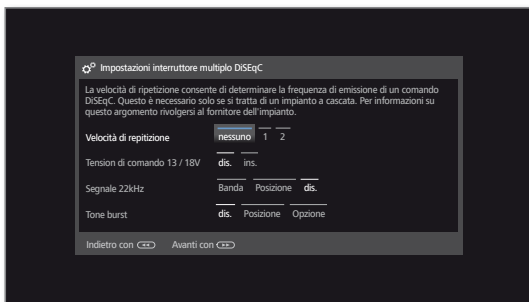 Impostazioni interruttore multiplo DiSEqC
La velocità di ripetizione consente di determinare la frequenza di emissione di un comando
DiSEqC. Questo è necessario solo se si tratta di un impianto a cascata. Per informazioni su
questo argomento rivolgersi al fornitore dell'impianto.
Velocità di repitizione nessuno 1 2
Tension di comando 13 / 18V dis. ins.
Segnale 22kHz Banda Posizione dis.
Tone burst dis. Posizione Opzione
Indietro con Avanti con